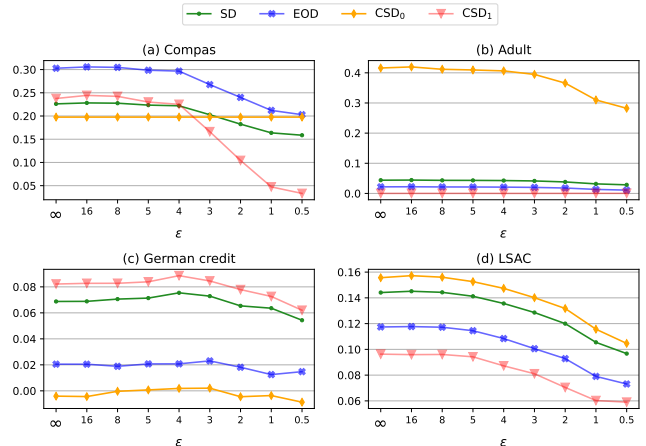 SD EOD CSD₀ CSD₁
(a) Compas
0.30
0.25
0.20
0.15
0.10
0.05
∞ 16 8 5 4 3 2 1 0.5
ε
(b) Adult
0.4
0.3
0.2
0.1
0.0
∞ 16 8 5 4 3 2 1 0.5
ε
(c) German credit
0.08
0.06
0.04
0.02
0.00
∞ 16 8 5 4 3 2 1 0.5
ε
(d) LSAC
0.16
0.14
0.12
0.10
0.08
0.06
∞ 16 8 5 4 3 2 1 0.5
ε